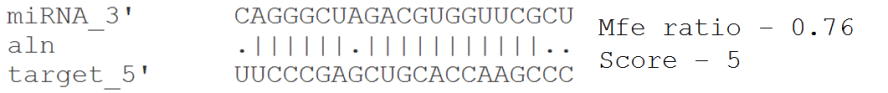 miRNA_3' CAGGGCUAGACGUGGUUCGCU
aln .||||||.|||||||||||..
target_5' UUCCCGAGCUGCACCAAGCCC
Mfe ratio – 0.76
Score – 5